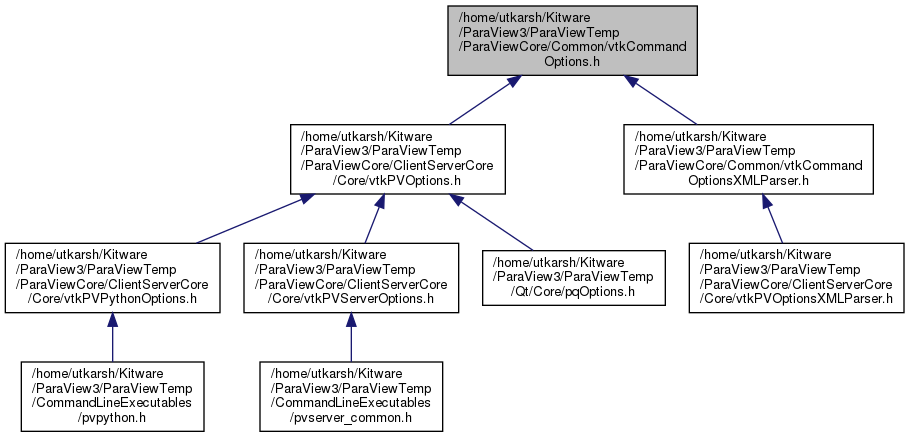 /home/utkarsh/Kitware
/ParaView3/ParaViewTemp
/ParaViewCore/Common/vtkCommand
Options.h
/home/utkarsh/Kitware
/ParaView3/ParaViewTemp
/ParaViewCore/ClientServerCore
/Core/vtkPVOptions.h
/home/utkarsh/Kitware
/ParaView3/ParaViewTemp
/ParaViewCore/Common/vtkCommand
OptionsXMLParser.h
/home/utkarsh/Kitware
/ParaView3/ParaViewTemp
/ParaViewCore/ClientServerCore
/Core/vtkPVPythonOptions.h
/home/utkarsh/Kitware
/ParaView3/ParaViewTemp
/ParaViewCore/ClientServerCore
/Core/vtkPVServerOptions.h
/home/utkarsh/Kitware
/ParaView3/ParaViewTemp
/Qt/Core/pqOptions.h
/home/utkarsh/Kitware
/ParaView3/ParaViewTemp
/ParaViewCore/ClientServerCore
/Core/vtkPVOptionsXMLParser.h
/home/utkarsh/Kitware
/ParaView3/ParaViewTemp
/CommandLineExecutables
/pvpython.h
/home/utkarsh/Kitware
/ParaView3/ParaViewTemp
/CommandLineExecutables
/pvserver_common.h